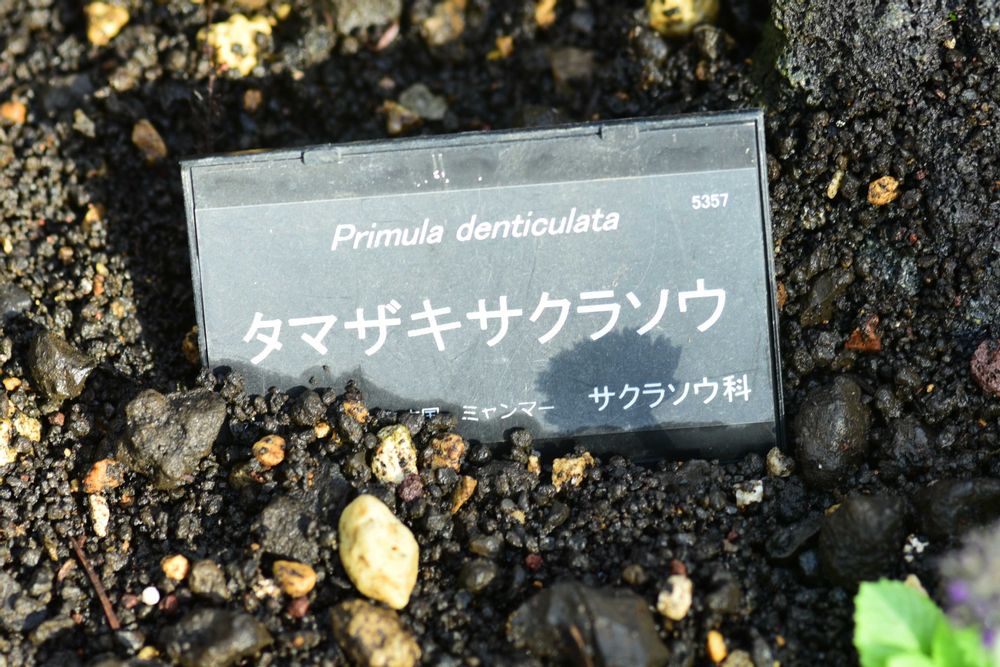 5357
Primula denticulata
タマザキサクラソウ
ミャンマー サクラソウ科